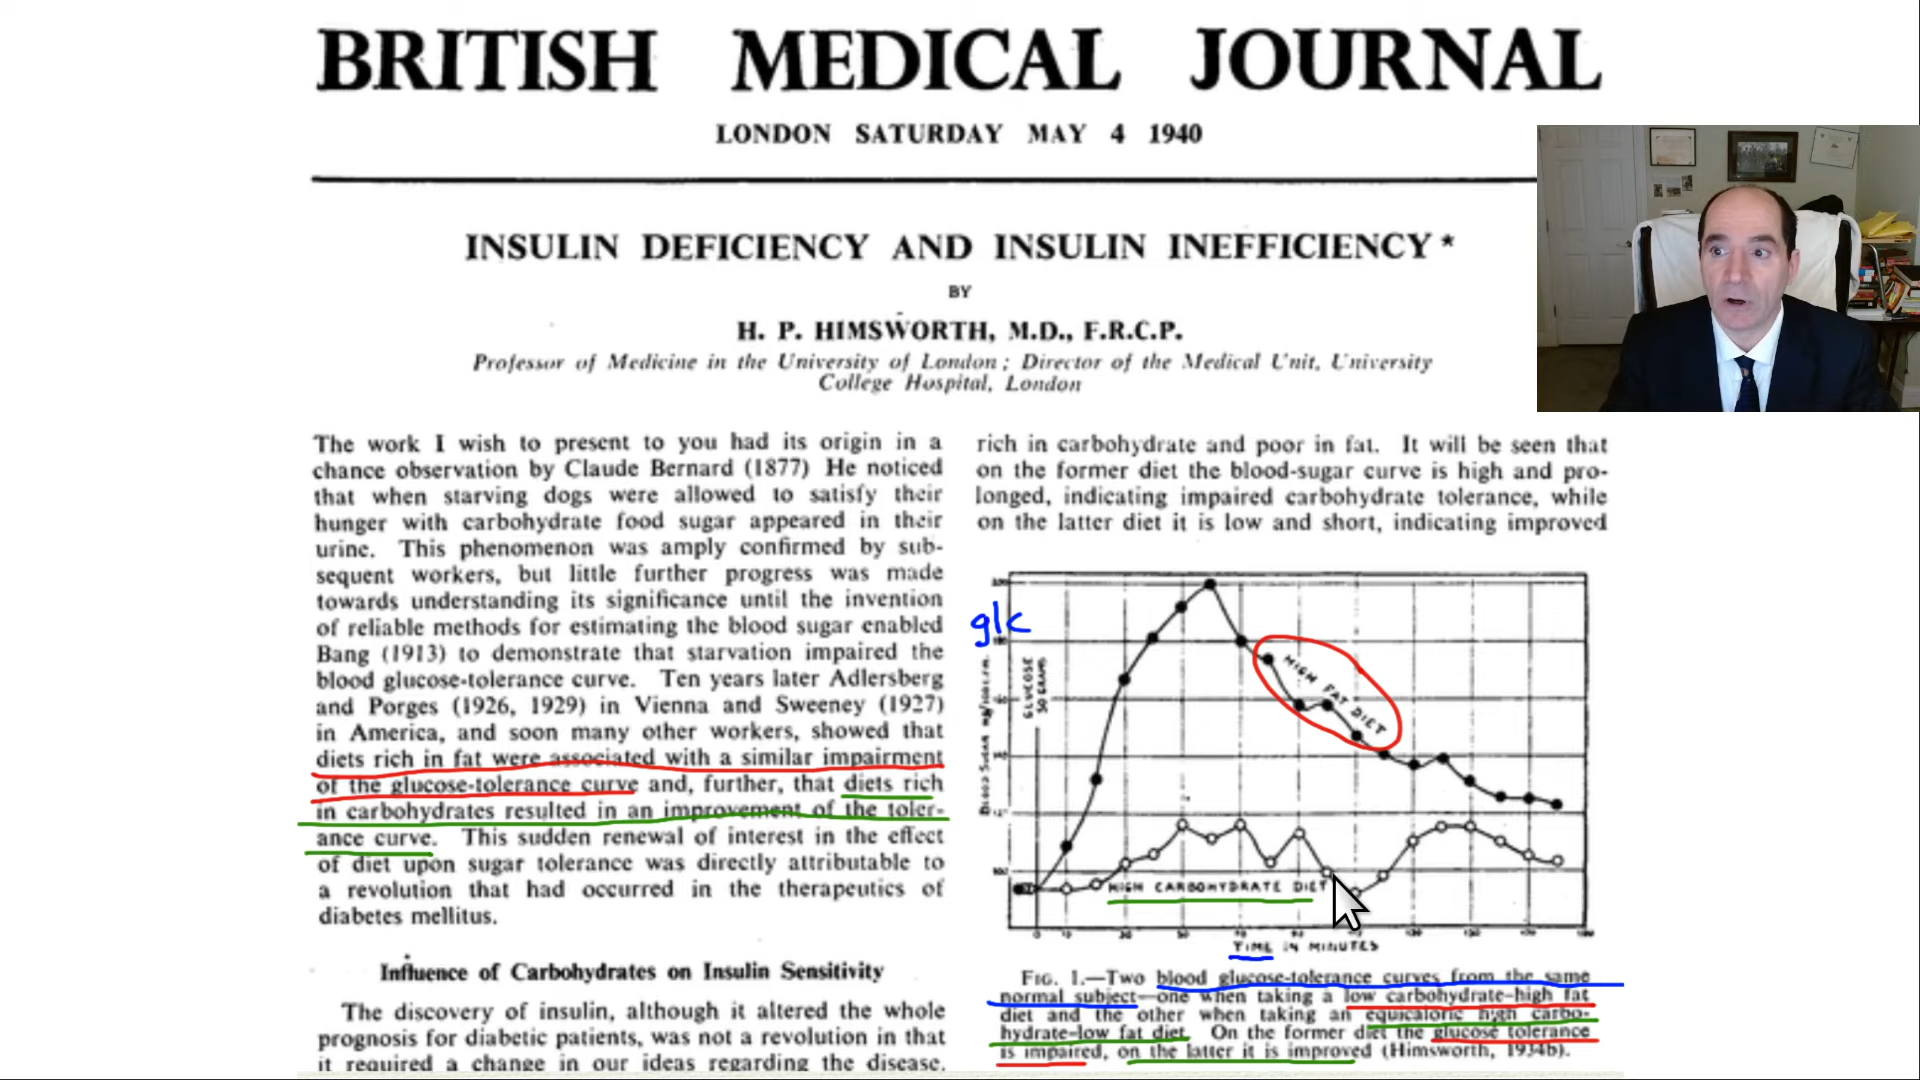 BRITISH MEDICAL JOURNAL
LONDON SATURDAY MAY 4 1940
INSULIN DEFICIENCY AND INSULIN INEFFICIENCY*
BY
H. P. HIMSWORTH, M.D., F.R.C.P.
Professor of Medicine in the University of London; Director of the Medical Unit, University
College Hospital, London
The work I wish to present to you had its origin in a
chance observation by Claude Bernard (1877) He noticed
that when starving dogs were allowed to satisfy their
hunger with carbohydrate food sugar appeared in their
urine. This phenomenon was amply confirmed by sub-
sequent workers, but little further progress was made
towards understanding its significance until the invention
of reliable methods for estimating the blood sugar enabled
Bang (1913) to demonstrate that starvation impaired the
blood glucose-tolerance curve. Ten years later Adlersberg
and Porges (1926, 1929) in Vienna and Sweeney (1927)
in America, and soon many other workers, showed that
diets rich in fat were associated with a similar impairment
of the glucose-tolerance curve and, further, that diets rich
in carbohydrates resulted in an improvement of the toler-
ance curve. This sudden renewal of interest in the effect
of diet upon sugar tolerance was directly attributable to
a revolution that had occurred in the therapeutics of
diabetes mellitus.
Influence of Carbohydrates on Insulin Sensitivity
The discovery of insulin, although it altered the whole
prognosis for diabetic patients, was not a revolution in that
it required a change in our ideas regarding the disease.
rich in carbohydrate and poor in fat. It will be seen that
on the former diet the blood-sugar curve is high and pro-
longed, indicating impaired carbohydrate tolerance, while
on the latter diet it is low and short, indicating improved
glc
GLUCOSE
50 GRAMS
HIGH FAT DIET
HIGH CARBOHYDRATE DIET
TIME IN MINUTES
FIG. 1.—Two blood glucose-tolerance curves from the same
normal subject—one when taking a low carbohydrate-high fat
diet and the other when taking an equicaloric high carbo-
hydrate-low fat diet. On the former diet the glucose tolerance
is impaired, on the latter it is improved (Himsworth, 1934b).